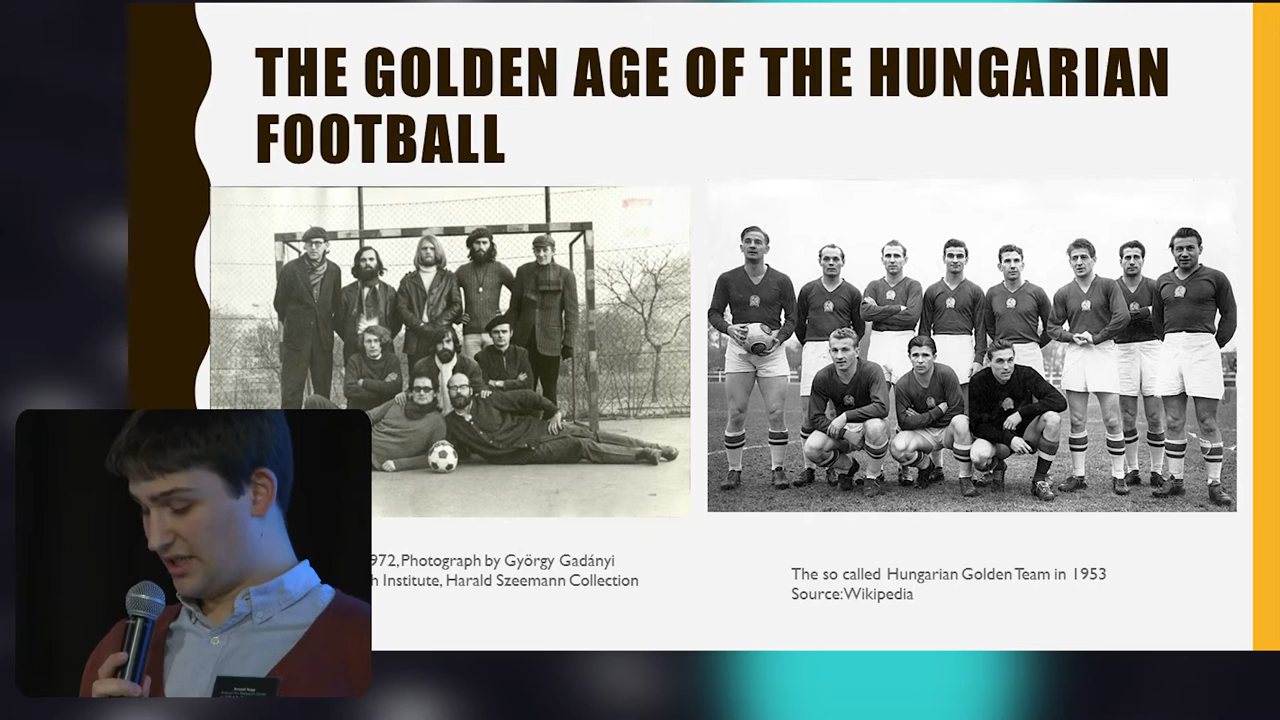 THE GOLDEN AGE OF THE HUNGARIAN
FOOTBALL
972, Photograph by György Gadányi
h Institute, Harald Szeemann Collection
The so called Hungarian Golden Team in 1953
Source: Wikipedia